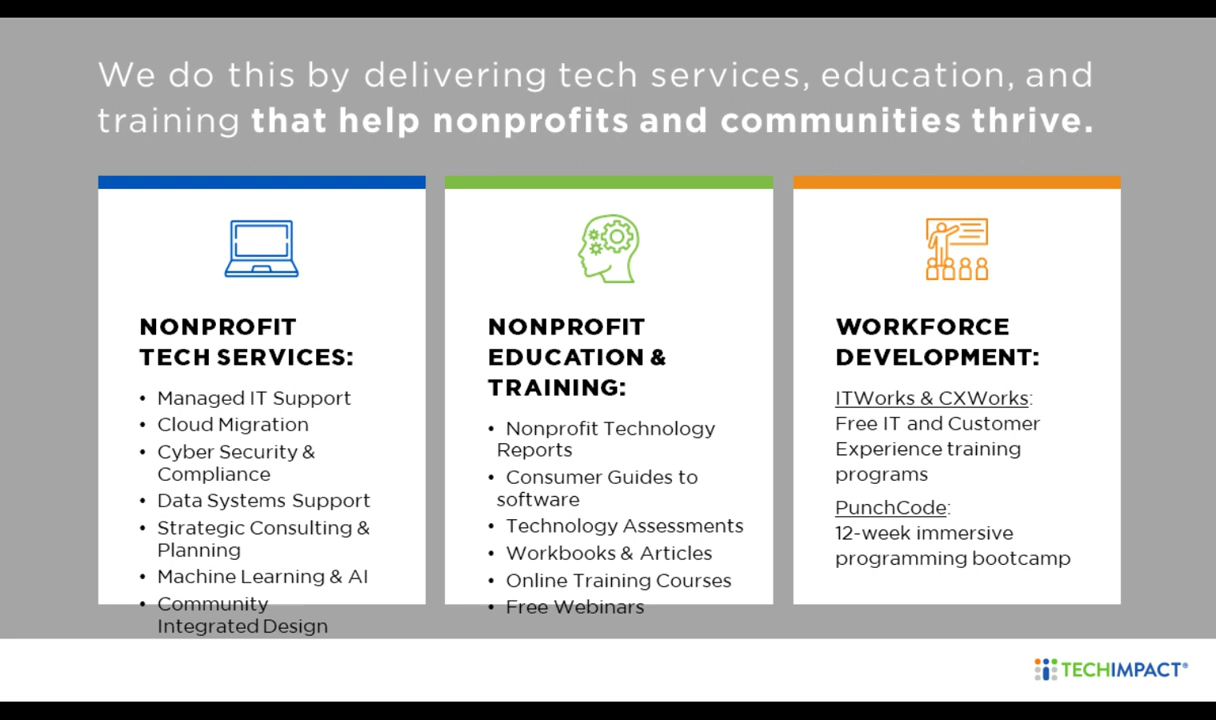 We do this by delivering tech services, education, and
training that help nonprofits and communities thrive.
NONPROFIT
TECH SERVICES:
• Managed IT Support
• Cloud Migration
• Cyber Security &
Compliance
• Data Systems Support
• Strategic Consulting &
Planning
• Machine Learning & AI
• Community
Integrated Design
NONPROFIT
EDUCATION &
TRAINING:
• Nonprofit Technology
Reports
• Consumer Guides to
software
• Technology Assessments
• Workbooks & Articles
• Online Training Courses
• Free Webinars
WORKFORCE
DEVELOPMENT:
ITWorks & CXWorks:
Free IT and Customer
Experience training
programs
PunchCode:
12-week immersive
programming bootcamp
TECHIMPACT®